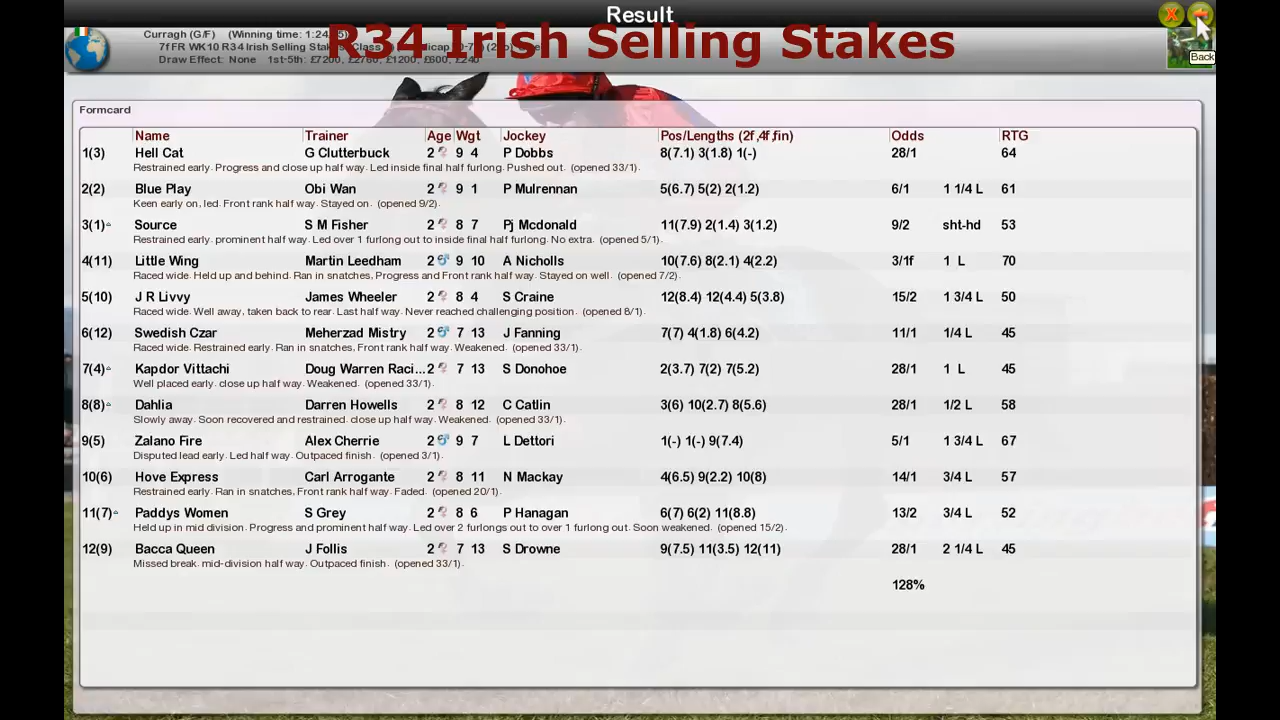 Result
R34 Irish Selling Stakes
Curragh (G/F) (Winning time: 1:24.
7fFR WK10 R34 Irish Selling
Draw Effect: None 1st-5th: £7200, £2760, £1200, £600, £240
Back
Formcard
Name Trainer Age Wgt Jockey Pos/Lengths (2f,4f,fin) Odds RTG
1(3) Hell Cat G Clutterbuck 2 9 4 P Dobbs 8(7.1) 3(1.8) 1(-) 28/1 64
Restrained early. Progress and close up half way. Led inside final half furlong. Pushed out. (opened 33/1).
2(2) Blue Play Obi Wan 2 9 1 P Mulrennan 5(6.7) 5(2) 2(1.2) 6/1 1 1/4 L 61
Keen early on, led. Front rank half way. Stayed on. (opened 9/2).
3(1) Source S M Fisher 2 8 7 Pj Mcdonald 11(7.9) 2(1.4) 3(1.2) 9/2 sht-hd 53
Restrained early. prominent half way. Led over 1 furlong out to inside final half furlong. No extra. (opened 5/1).
4(11) Little Wing Martin Leedham 2 9 10 A Nicholls 10(7.6) 8(2.1) 4(2.2) 3/1f 1 L 70
Raced wide. Held up and behind. Ran in snatches, Progress and Front rank half way. Stayed on well. (opened 7/2).
5(10) J R Livvy James Wheeler 2 8 4 S Craine 12(8.4) 12(4.4) 5(3.8) 15/2 1 3/4 L 50
Raced wide. Well away, taken back to rear. Last half way. Never reached challenging position. (opened 8/1).
6(12) Swedish Czar Meherzad Mistry 2 7 13 J Fanning 7(7) 4(1.8) 6(4.2) 11/1 1/4 L 45
Raced wide. Restrained early. Ran in snatches, Front rank half way. Weakened. (opened 33/1).
7(4) Kapdor Vittachi Doug Warren Raci... 2 7 13 S Donohoe 2(3.7) 7(2) 7(5.2) 28/1 1 L 45
Well placed early. close up half way. Weakened. (opened 33/1).
8(8) Dahlia Darren Howells 2 8 12 C Catlin 3(6) 10(2.7) 8(5.6) 28/1 1/2 L 58
Slowly away. Soon recovered and restrained. close up half way. Weakened. (opened 33/1).
9(5) Zalano Fire Alex Cherrie 2 9 7 L Dettori 1(-) 1(-) 9(7.4) 5/1 1 3/4 L 67
Disputed lead early. Led half way. Outpaced finish. (opened 3/1).
10(6) Hove Express Carl Arrogante 2 8 11 N Mackay 4(6.5) 9(2.2) 10(8) 14/1 3/4 L 57
Restrained early. Ran in snatches, Front rank half way. Faded. (opened 20/1).
11(7) Paddys Women S Grey 2 8 6 P Hanagan 6(7) 6(2) 11(8.8) 13/2 3/4 L 52
Held up in mid division. Progress and prominent half way. Led over 2 furlongs out to over 1 furlong out. Soon weakened. (opened 15/2).
12(9) Bacca Queen J Follis 2 7 13 S Drowne 9(7.5) 11(3.5) 12(11) 28/1 2 1/4 L 45
Missed break. mid-division half way. Outpaced finish. (opened 33/1).
128%